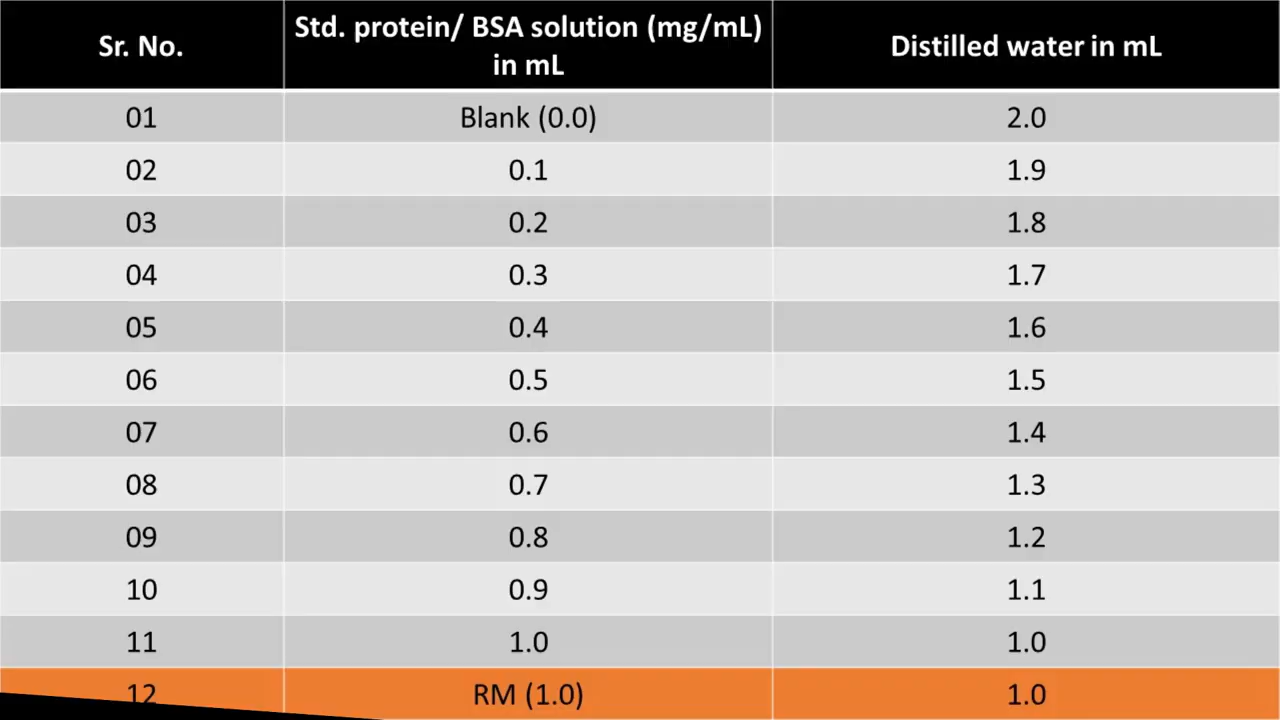 Sr. No. Std. protein/ BSA solution (mg/mL) in mL Distilled water in mL
01 Blank (0.0) 2.0
02 0.1 1.9
03 0.2 1.8
04 0.3 1.7
05 0.4 1.6
06 0.5 1.5
07 0.6 1.4
08 0.7 1.3
09 0.8 1.2
10 0.9 1.1
11 1.0 1.0
12 RM (1.0) 1.0